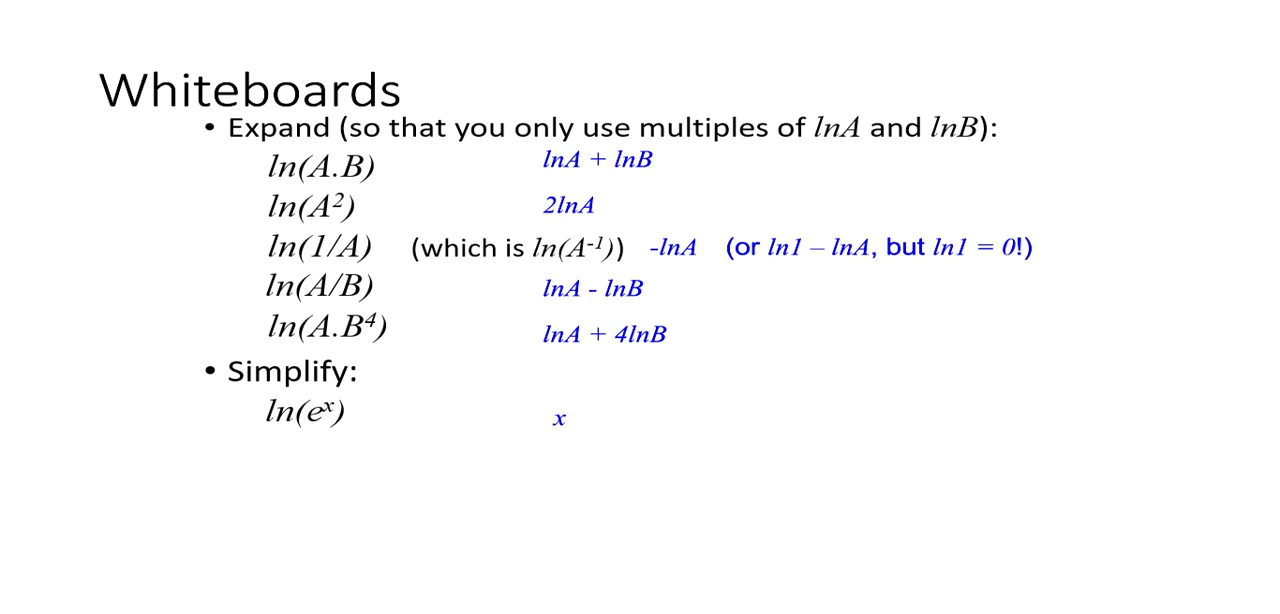 Whiteboards
• Expand (so that you only use multiples of lnA and lnB):
ln(A.B) lnA + lnB
ln(A²) 2lnA
ln(1/A) (which is ln(A⁻¹)) -lnA (or ln1 – lnA, but ln1 = 0!)
ln(A/B) lnA - lnB
ln(A.B⁴) lnA + 4lnB
• Simplify:
ln(eˣ) x